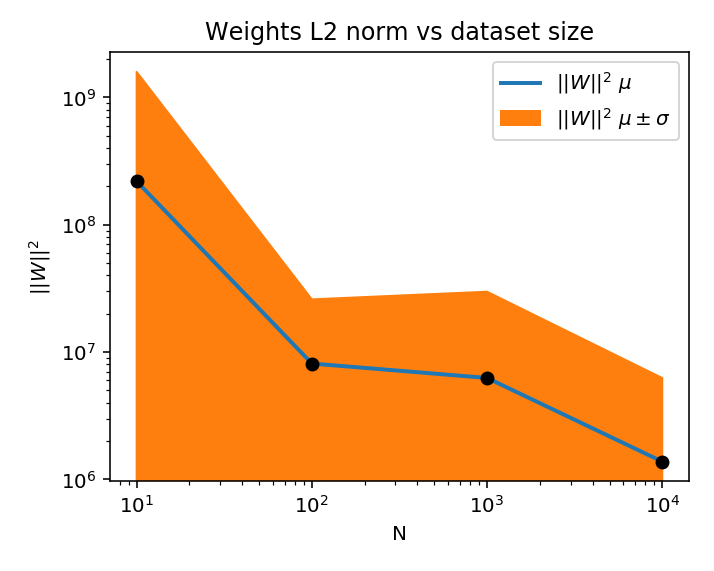 Weights L2 norm vs dataset size
||W||² μ
||W||² μ ± σ
||W||²
10⁹
10⁸
10⁷
10⁶
10¹ 10² 10³ 10⁴
N